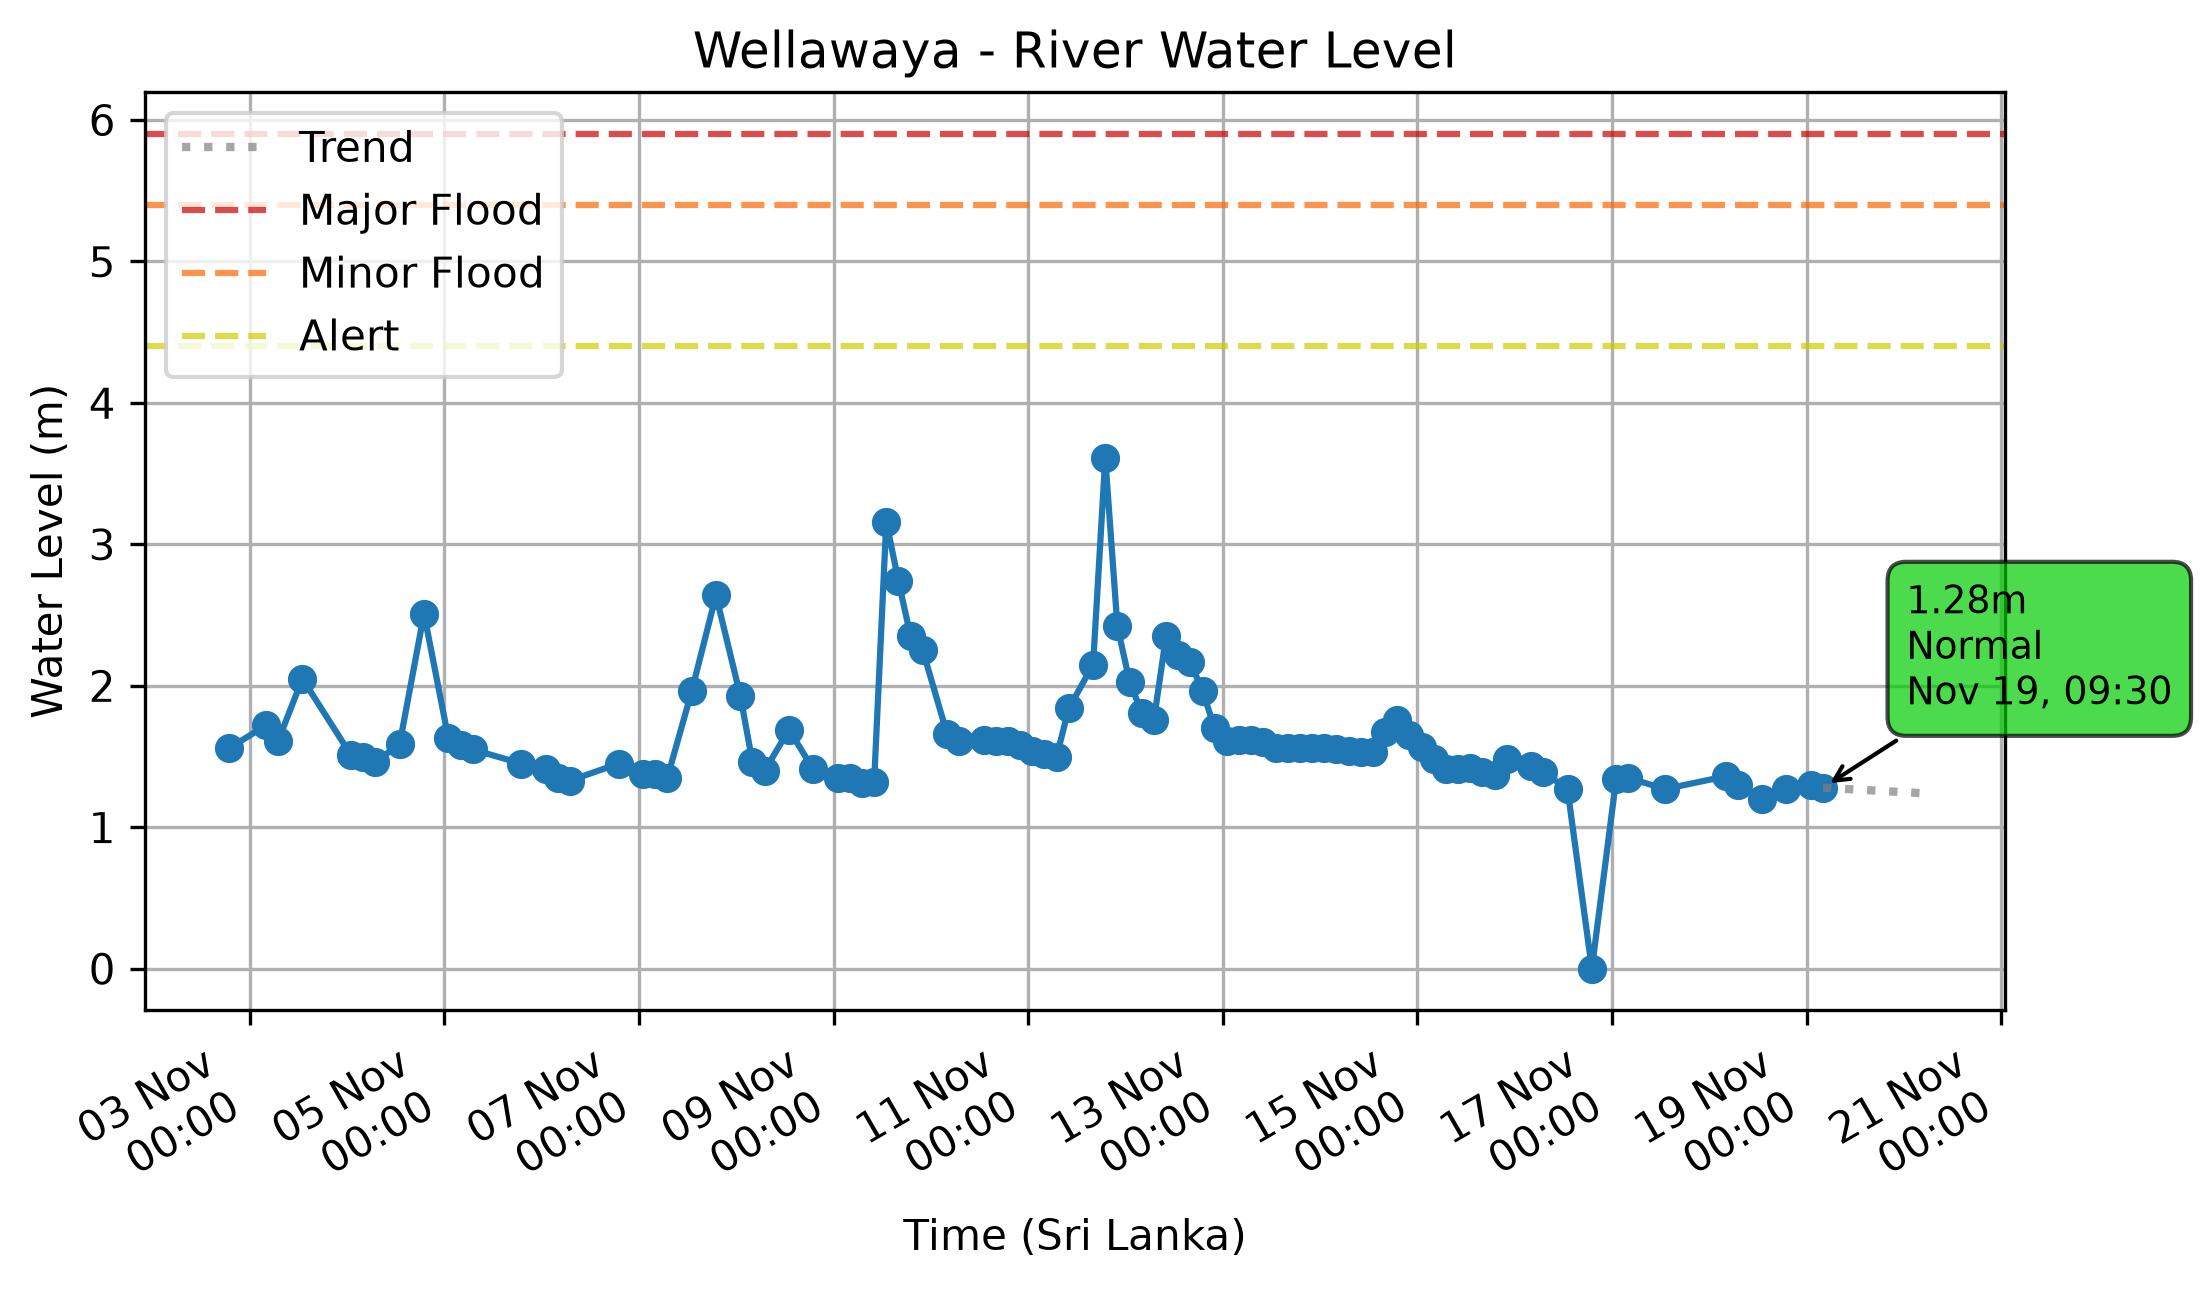 Wellawaya - River Water Level
6
5
4
3
2
1
0
Water Level (m)
Trend
Major Flood
Minor Flood
Alert
1.28m
Normal
Nov 19, 09:30
03 Nov
00:00
05 Nov
00:00
07 Nov
00:00
09 Nov
00:00
11 Nov
00:00
13 Nov
00:00
15 Nov
00:00
17 Nov
00:00
19 Nov
00:00
21 Nov
00:00
Time (Sri Lanka)